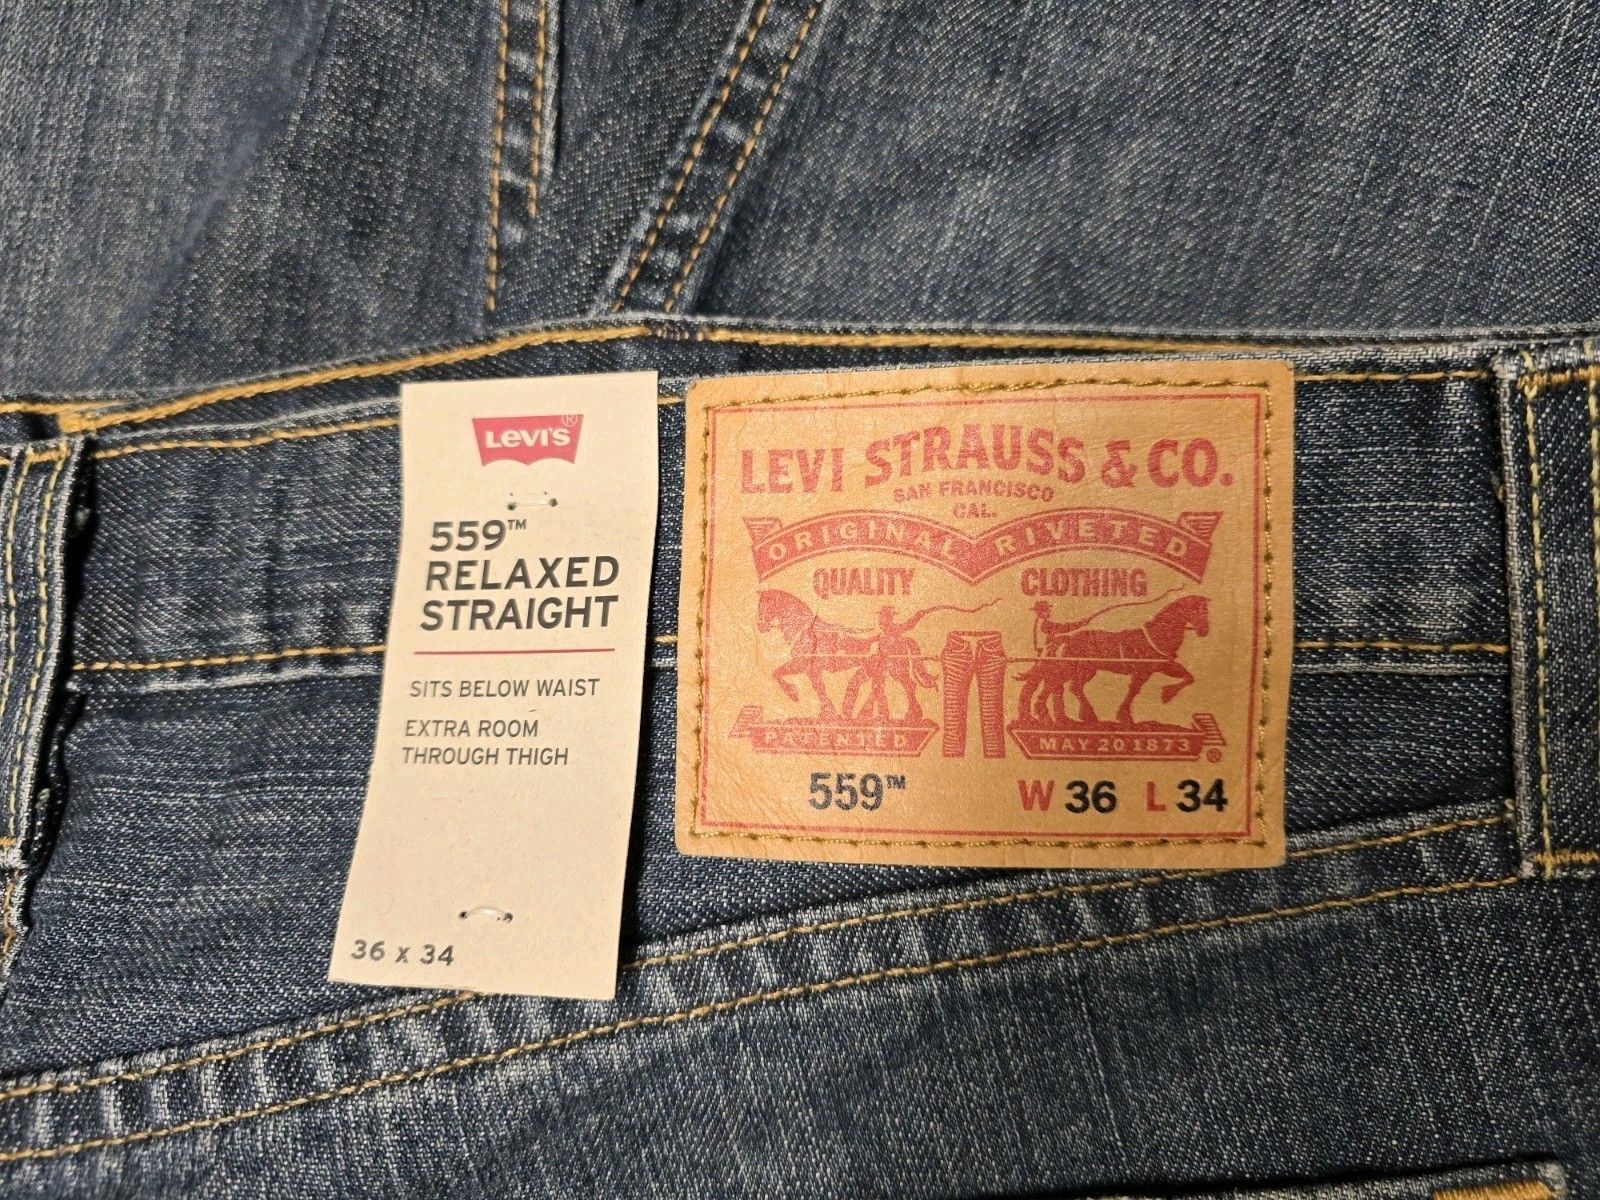 LEVI'S®
559™
RELAXED
STRAIGHT
SITS BELOW WAIST
EXTRA ROOM
THROUGH THIGH
36 x 34
LEVI STRAUSS & CO.
SAN FRANCISCO
CAL.
ORIGINAL RIVETED
QUALITY CLOTHING
PATENTED MAY 20 1873 ®
559™ W 36 L 34